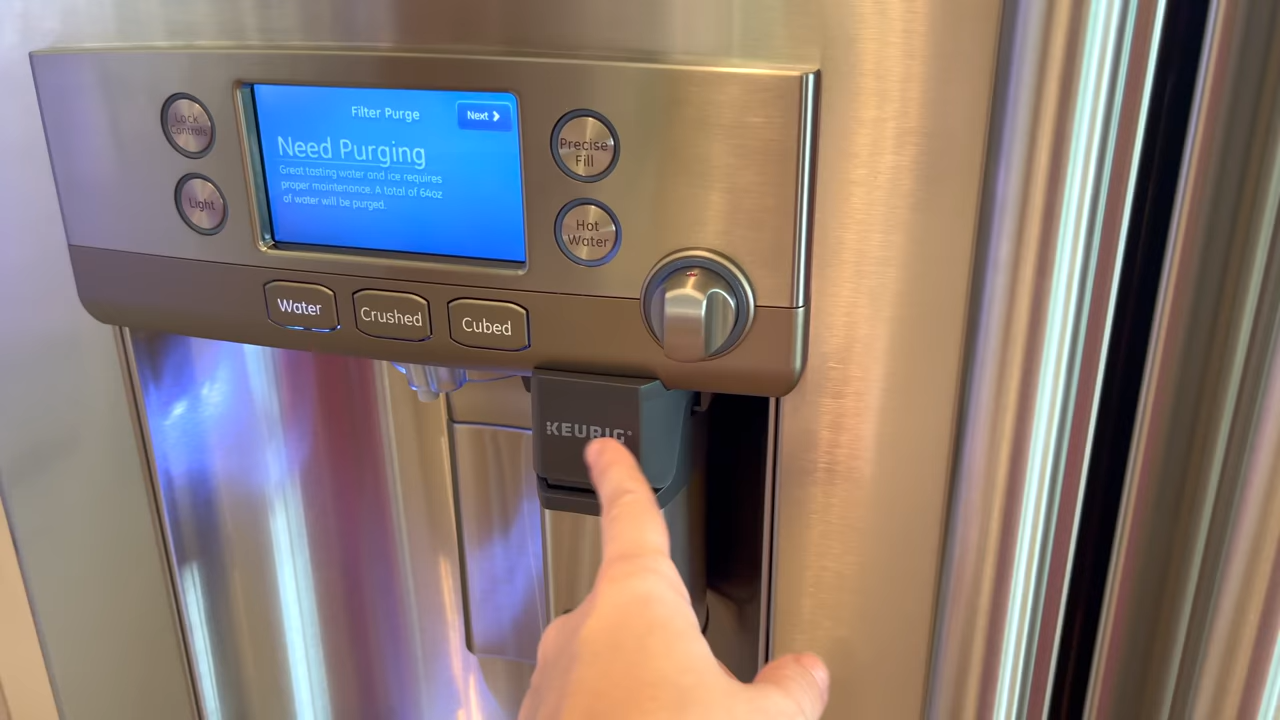 Lock
Controls
Light
Filter Purge
Next
Need Purging
Great tasting water and ice requires
proper maintenance. A total of 64oz
of water will be purged.
Precise
Fill
Hot
Water
Water
Crushed
Cubed
KEURIG